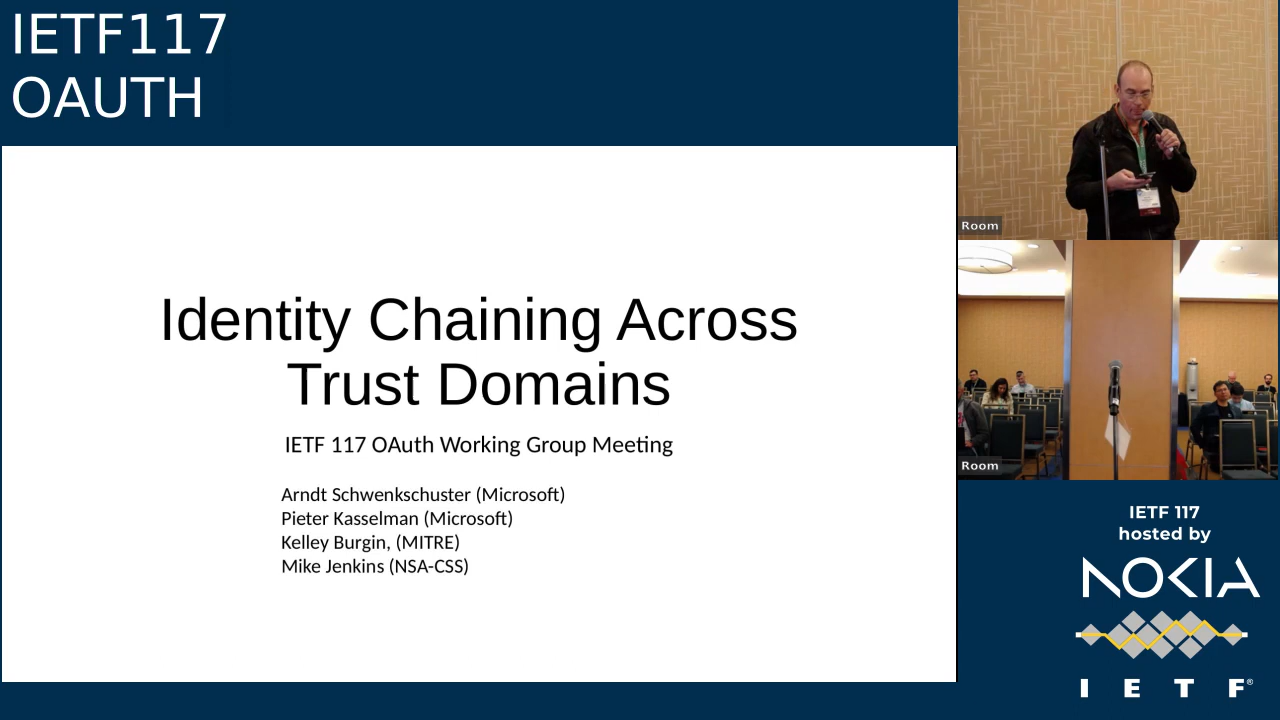 IETF117
OAUTH
Identity Chaining Across
Trust Domains
IETF 117 OAuth Working Group Meeting
Arndt Schwenkschuster (Microsoft)
Pieter Kasselman (Microsoft)
Kelley Burgin, (MITRE)
Mike Jenkins (NSA-CSS)
Room
Room
IETF 117
hosted by
NOKIA
I E T F®